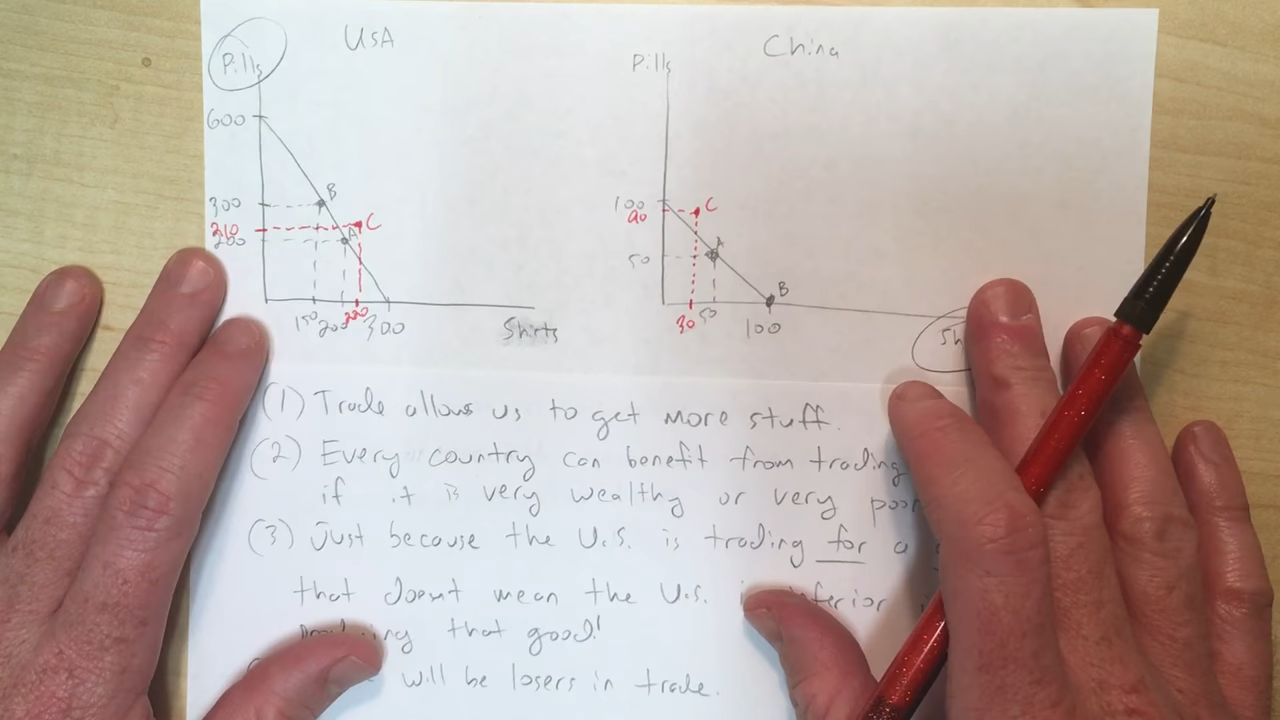 USA
China
Pills
Pills
600
300
B
C
210
A
200
150
200
300
Shirts
100
90
C
A
50
B
30
50
100
Sh
(1) Trade allows us to get more stuff.
(2) Every country can benefit from trading
if it is very wealthy or very poor
(3) Just because the U.S. is trading for a
that doesn't mean the U.S. inferior
that good!
will be losers in trade.